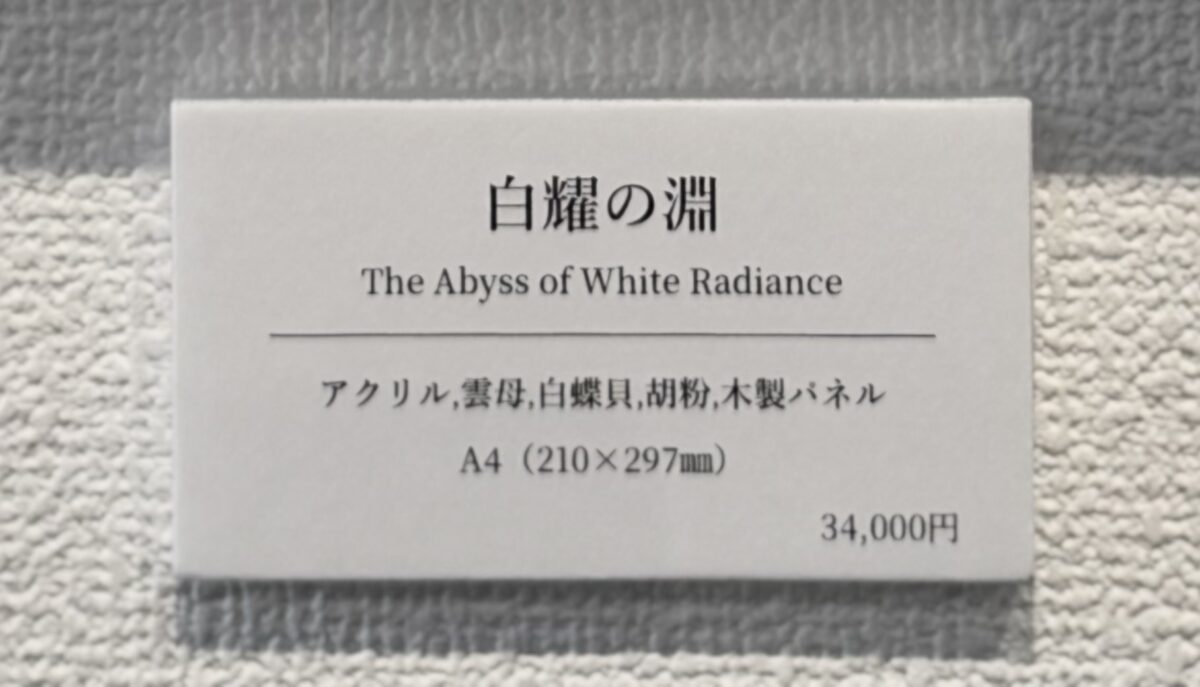 白耀の淵
The Abyss of White Radiance
アクリル,雲母,白蝶貝,胡粉,木製パネル
A4（210×297㎜）
34,000円